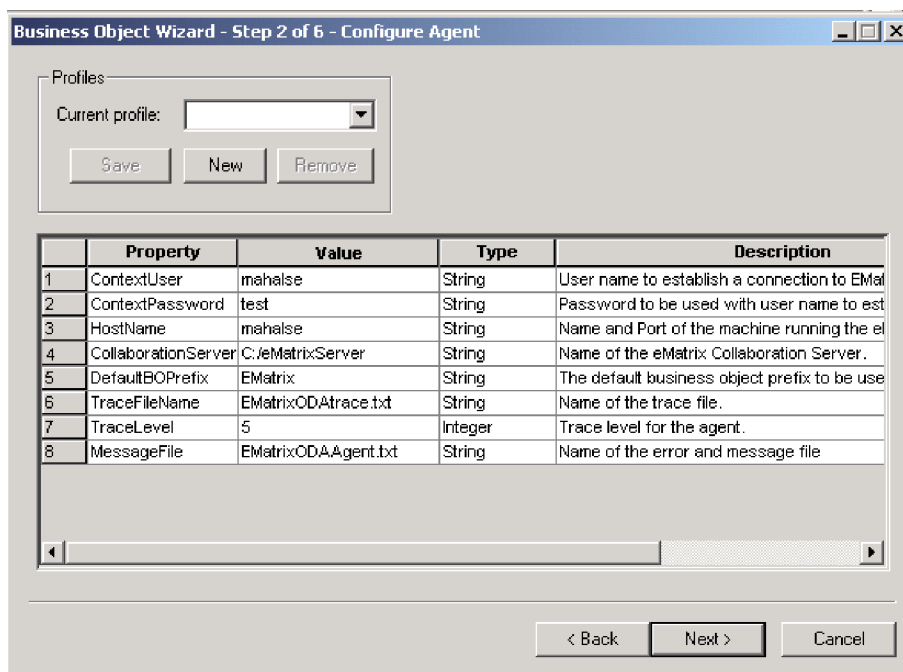 Business Object Wizard - Step 2 of 6 - Configure Agent
Profiles
Current profile:
Save New Remove
Property Value Type Description
1 ContextUser mahalse String User name to establish a connection to EMat
2 ContextPassword test String Password to be used with user name to est
3 HostName mahalse String Name and Port of the machine running the el
4 CollaborationServer C:/eMatrixServer String Name of the eMatrix Collaboration Server.
5 DefaultBOPrefix EMatrix String The default business object prefix to be use
6 TraceFileName EMatrixODAtrace.txt String Name of the trace file.
7 TraceLevel 5 Integer Trace level for the agent.
8 MessageFile EMatrixODAAgent.txt String Name of the error and message file
< Back Next > Cancel